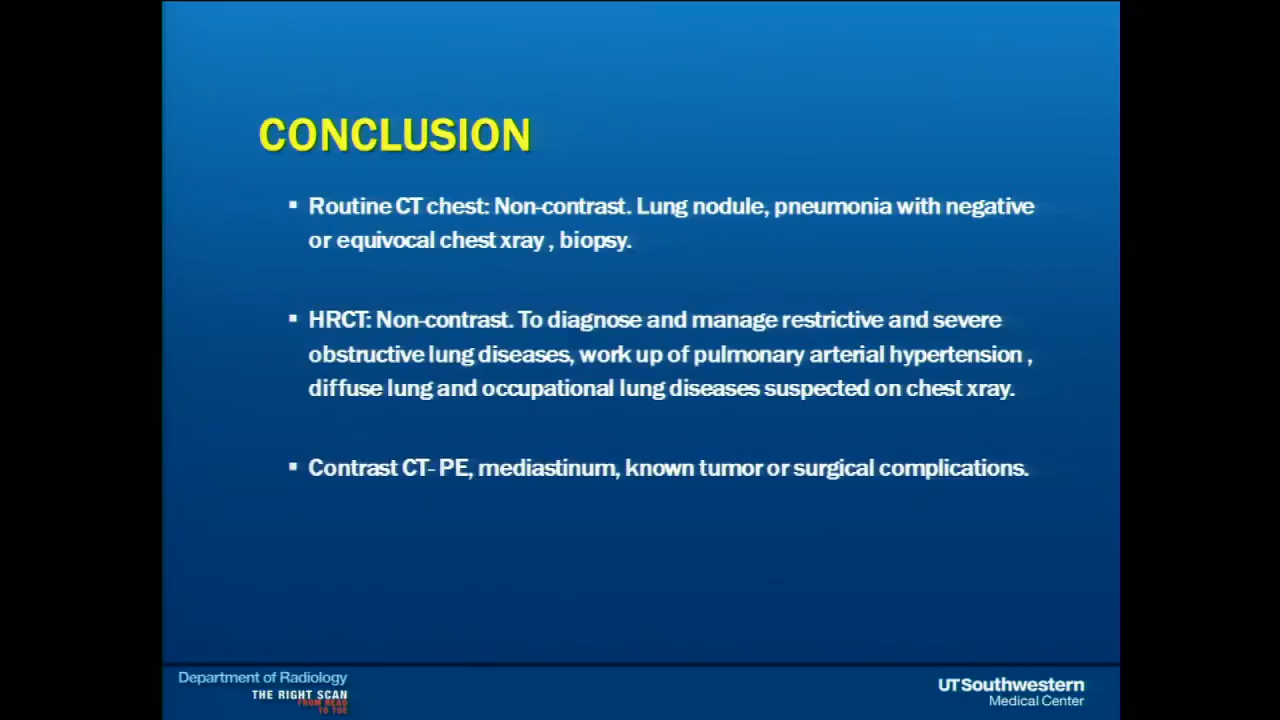 CONCLUSION
▪ Routine CT chest: Non-contrast. Lung nodule, pneumonia with negative
or equivocal chest xray , biopsy.
▪ HRCT: Non-contrast. To diagnose and manage restrictive and severe
obstructive lung diseases, work up of pulmonary arterial hypertension ,
diffuse lung and occupational lung diseases suspected on chest xray.
▪ Contrast CT- PE, mediastinum, known tumor or surgical complications.
Department of Radiology
THE RIGHT SCAN
FROM HEAD
TO TOE
UTSouthwestern
Medical Center